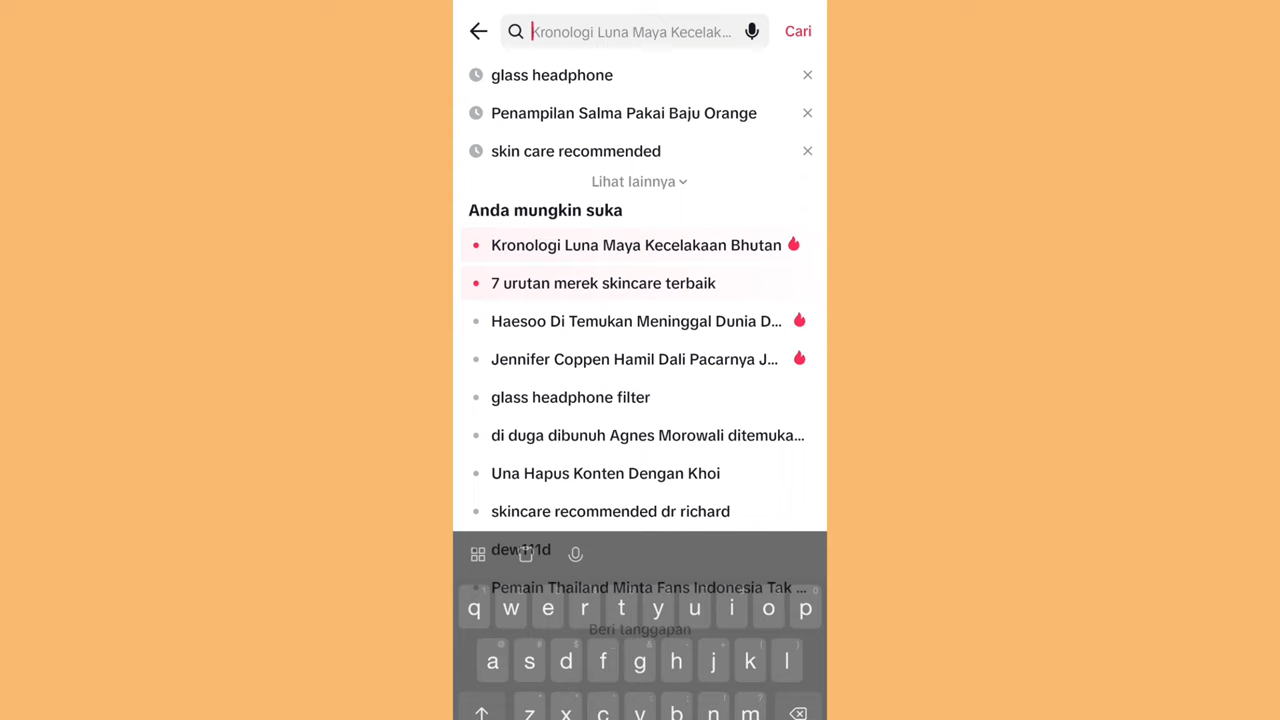 Kronologi Luna Maya Kecelak...
Cari
glass headphone
Penampilan Salma Pakai Baju Orange
skin care recommended
Lihat lainnya
Anda mungkin suka
Kronologi Luna Maya Kecelakaan Bhutan
7 urutan merek skincare terbaik
Haesoo Di Temukan Meninggal Dunia D...
Jennifer Coppen Hamil Dali Pacarnya J...
glass headphone filter
di duga dibunuh Agnes Morowali ditemuka...
Una Hapus Konten Dengan Khoi
skincare recommended dr richard
Pemain Thailand Minta Fans Indonesia Tak ...
q w e r t y u i o p
Beri tanggapan
a s d f g h j k l
z x c v b n m